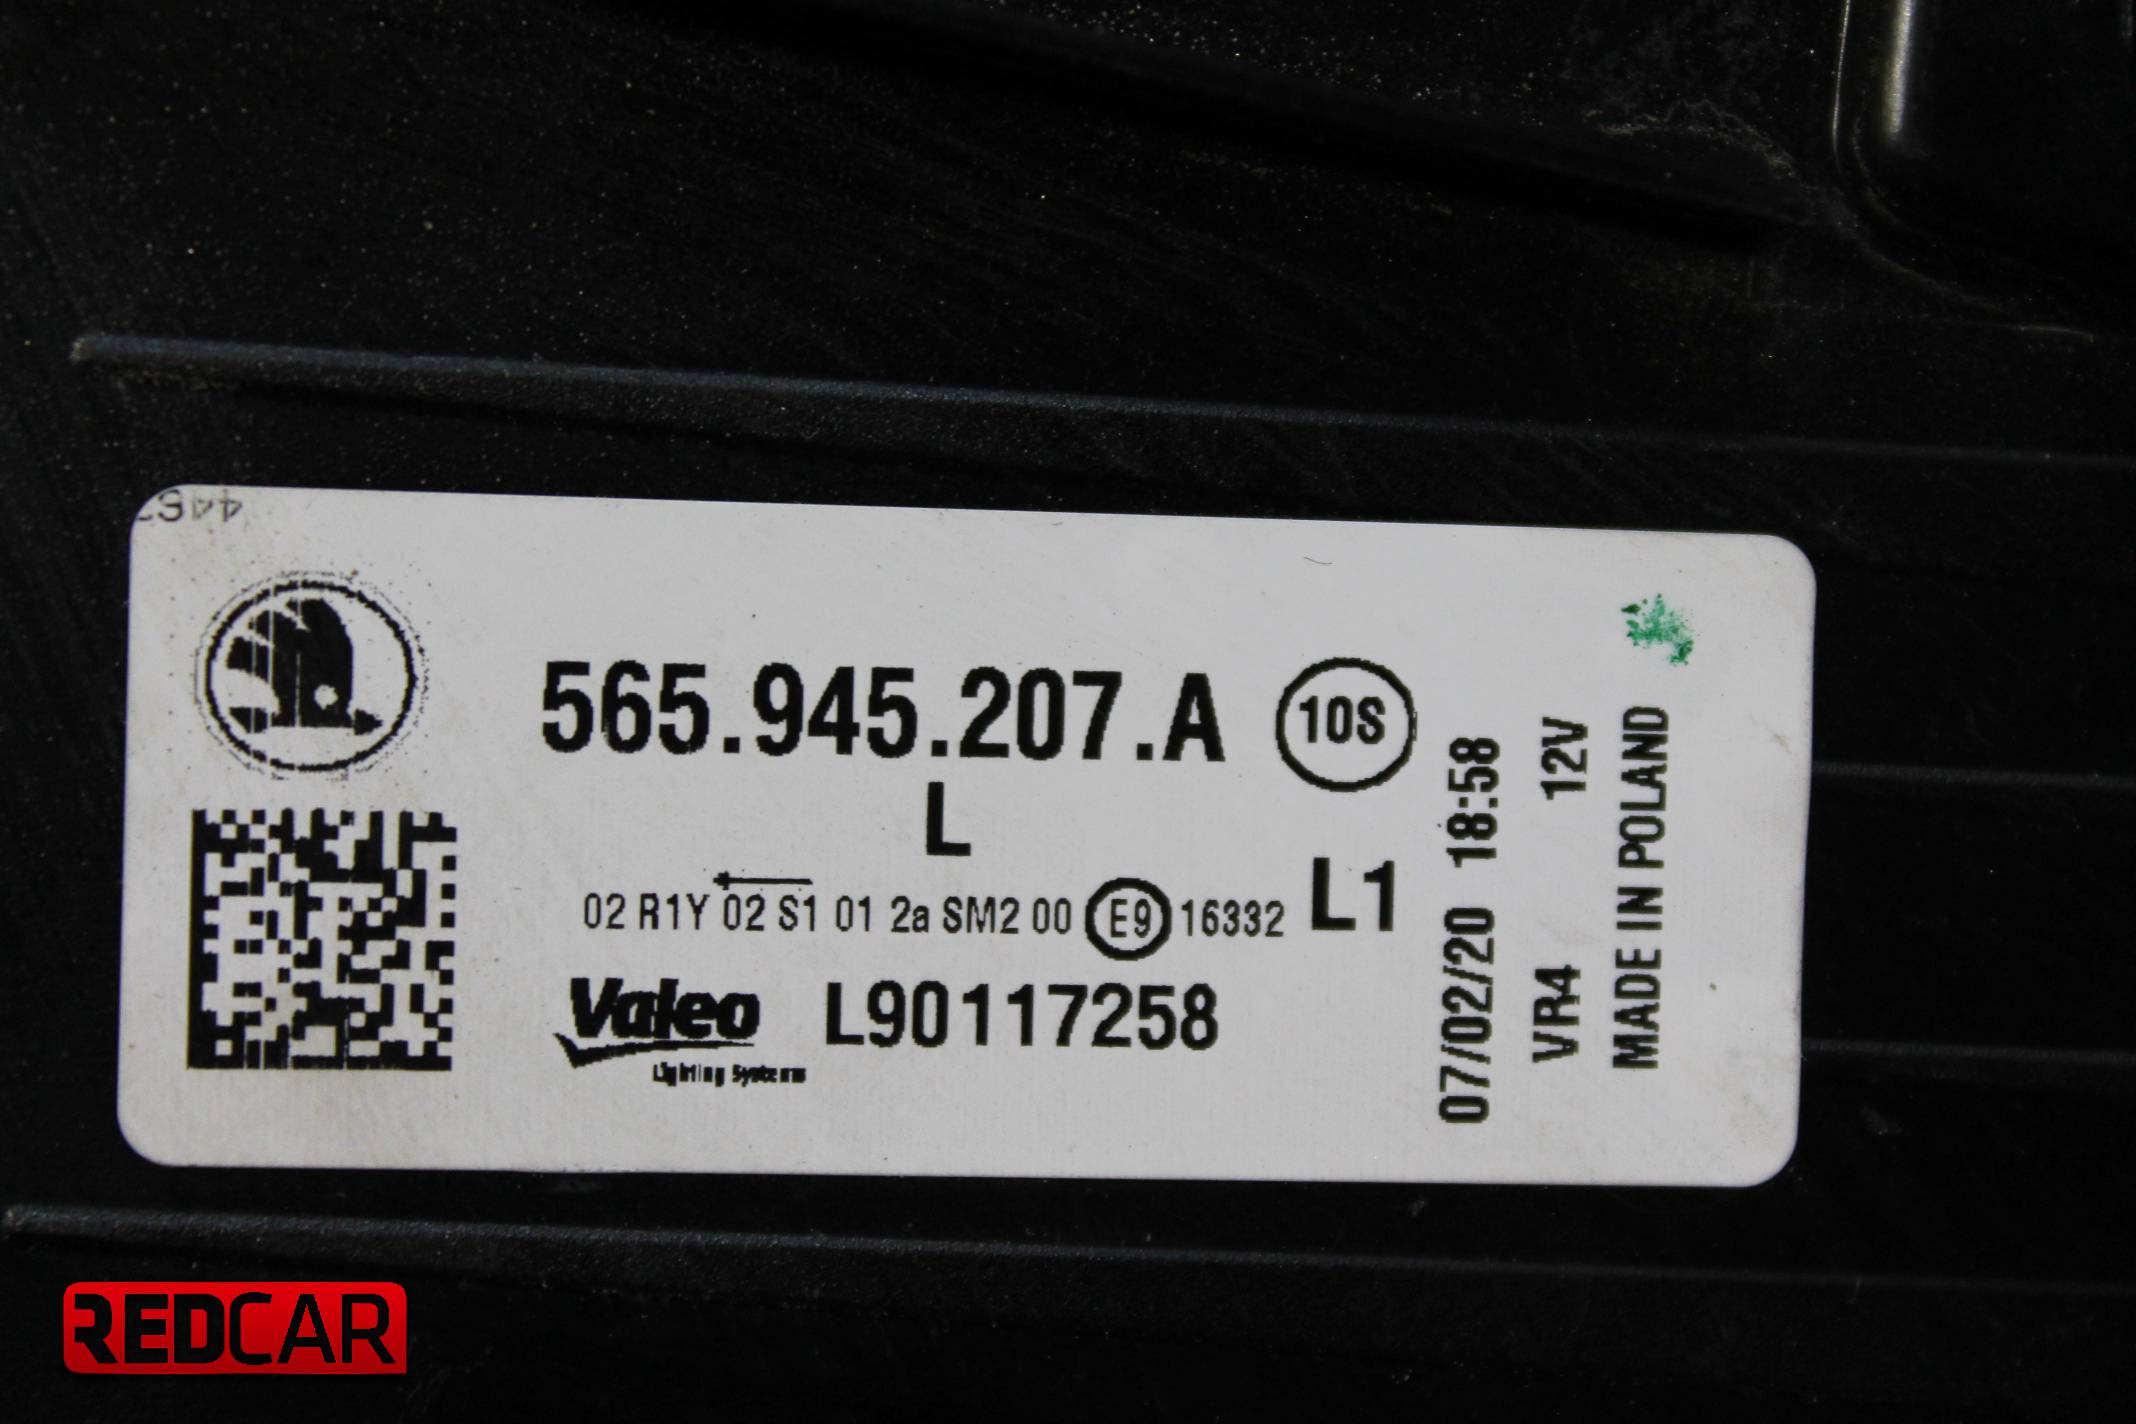 565.945.207.A
10S
L
02 R1Y 02 S1 01 2a SM2 00 E9 16332
L1
Valeo
Lighting Systems
L90117258
07/02/20 18:58
VR4 12V
MADE IN POLAND
REDCAR